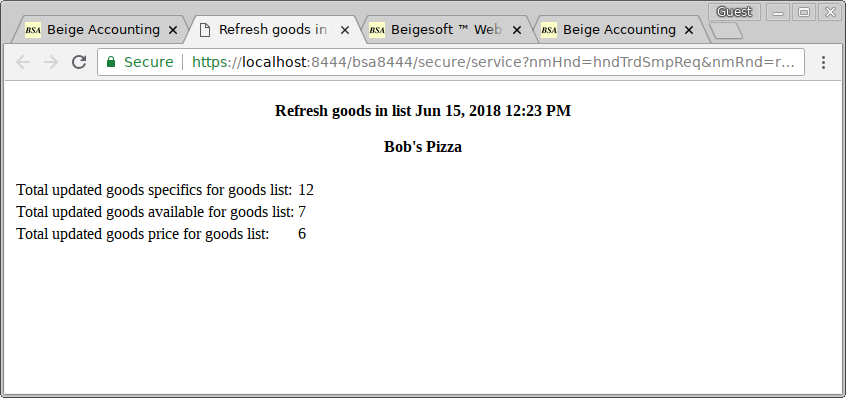 Guest
BSA Beige Accounting
Refresh goods in
BSA Beigesoft ™ Web
BSA Beige Accounting
Secure https://localhost:8444/bsa8444/secure/service?nmHnd=hndTrdSmpReq&nmRnd=r...
Refresh goods in list Jun 15, 2018 12:23 PM
Bob's Pizza
Total updated goods specifics for goods list: 12
Total updated goods available for goods list: 7
Total updated goods price for goods list: 6